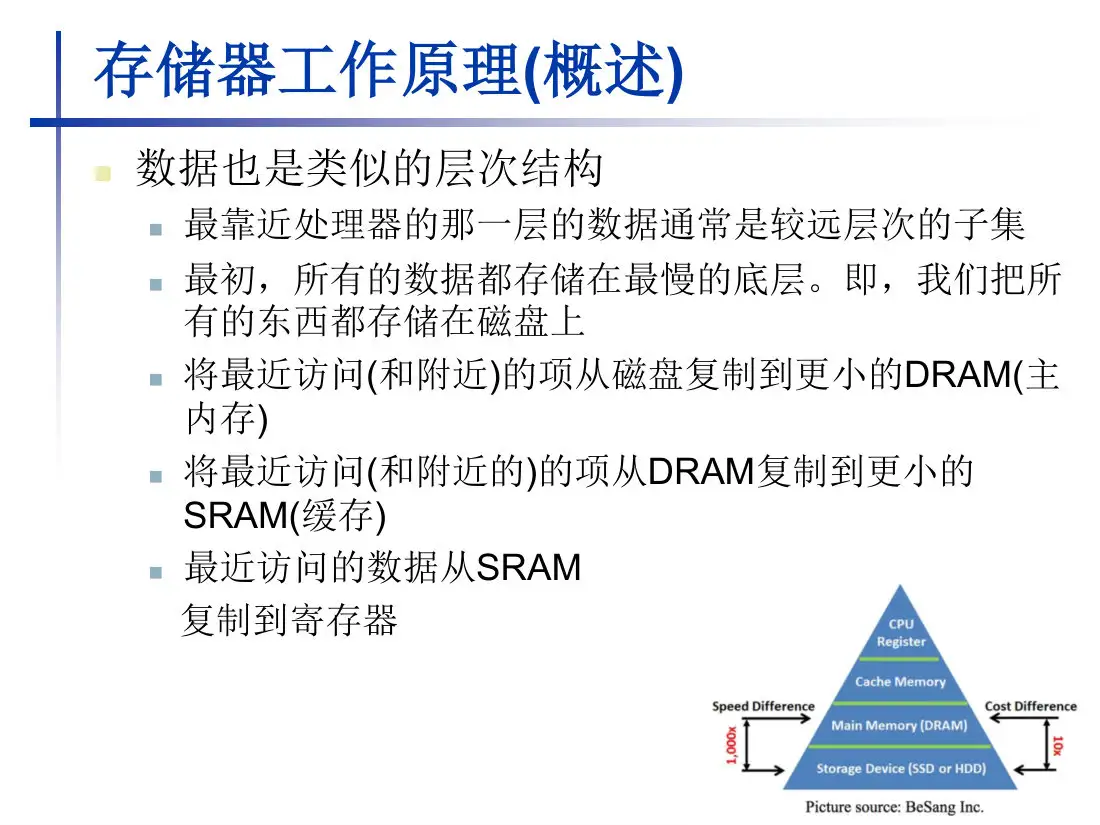 存储器工作原理(概述)
数据也是类似的层次结构
最靠近处理器的那一层的数据通常是较远层次的子集
最初，所有的数据都存储在最慢的底层。即，我们把所
有的东西都存储在磁盘上
将最近访问(和附近)的项从磁盘复制到更小的DRAM(主
内存)
将最近访问(和附近的)的项从DRAM复制到更小的
SRAM(缓存)
最近访问的数据从SRAM
复制到寄存器
CPU
Register
Cache Memory
Speed Difference
Cost Difference
Main Memory (DRAM)
1,000x
10x
Storage Device (SSD or HDD)
Picture source: BeSang Inc.